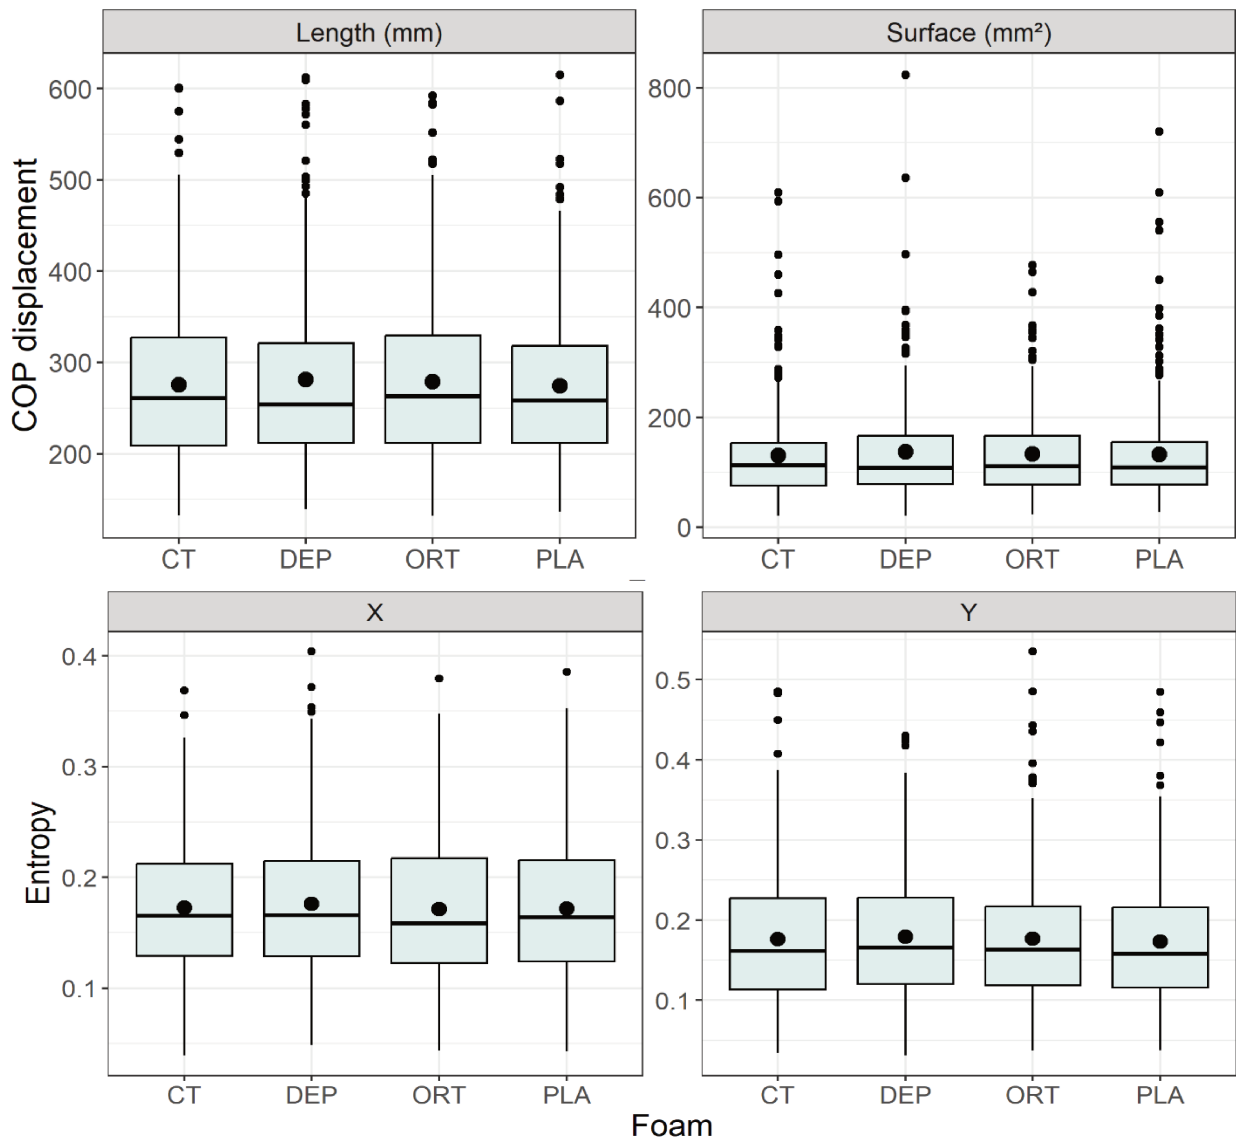 Length (mm)
Surface (mm²)
COP displacement
600
500
400
300
200
800
600
400
200
0
CT DEP ORT PLA
CT DEP ORT PLA
X
Y
Entropy
0.4
0.3
0.2
0.1
0.5
0.4
0.3
0.2
0.1
CT DEP ORT PLA
CT DEP ORT PLA
Foam